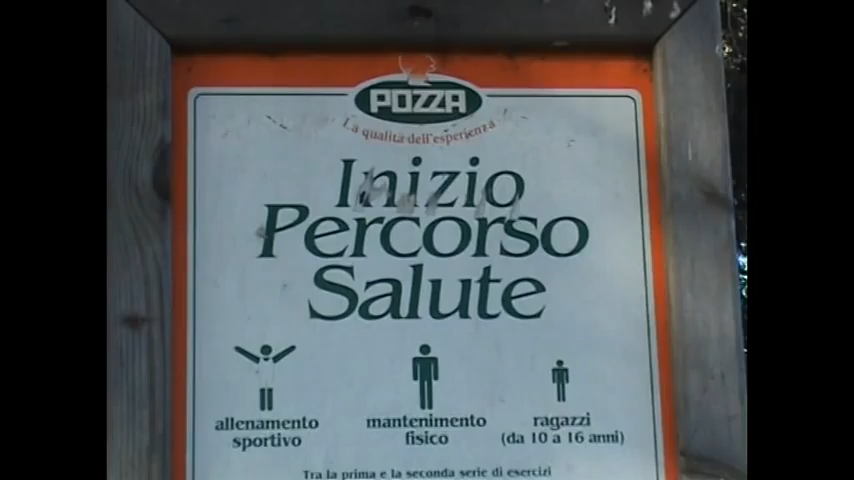 POZZA
La qualità dell'esperienza
Inizio
Percorso
Salute
allenamento
sportivo
mantenimento
fisico
ragazzi
(da 10 a 16 anni)
Tra la prima e la seconda serie di esercizi